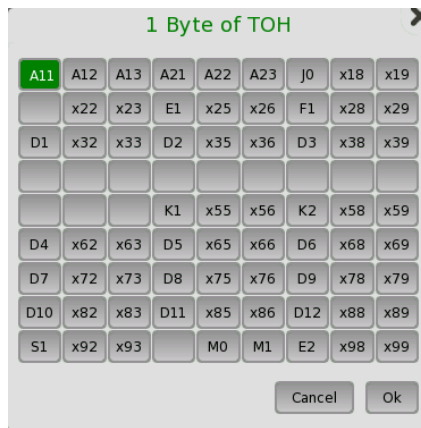 1 Byte of TOH
A11 A12 A13 A21 A22 A23 J0 x18 x19
x22 x23 E1 x25 x26 F1 x28 x29
D1 x32 x33 D2 x35 x36 D3 x38 x39
K1 x55 x56 K2 x58 x59
D4 x62 x63 D5 x65 x66 D6 x68 x69
D7 x72 x73 D8 x75 x76 D9 x78 x79
D10 x82 x83 D11 x85 x86 D12 x88 x89
S1 x92 x93 M0 M1 E2 x98 x99
Cancel Ok